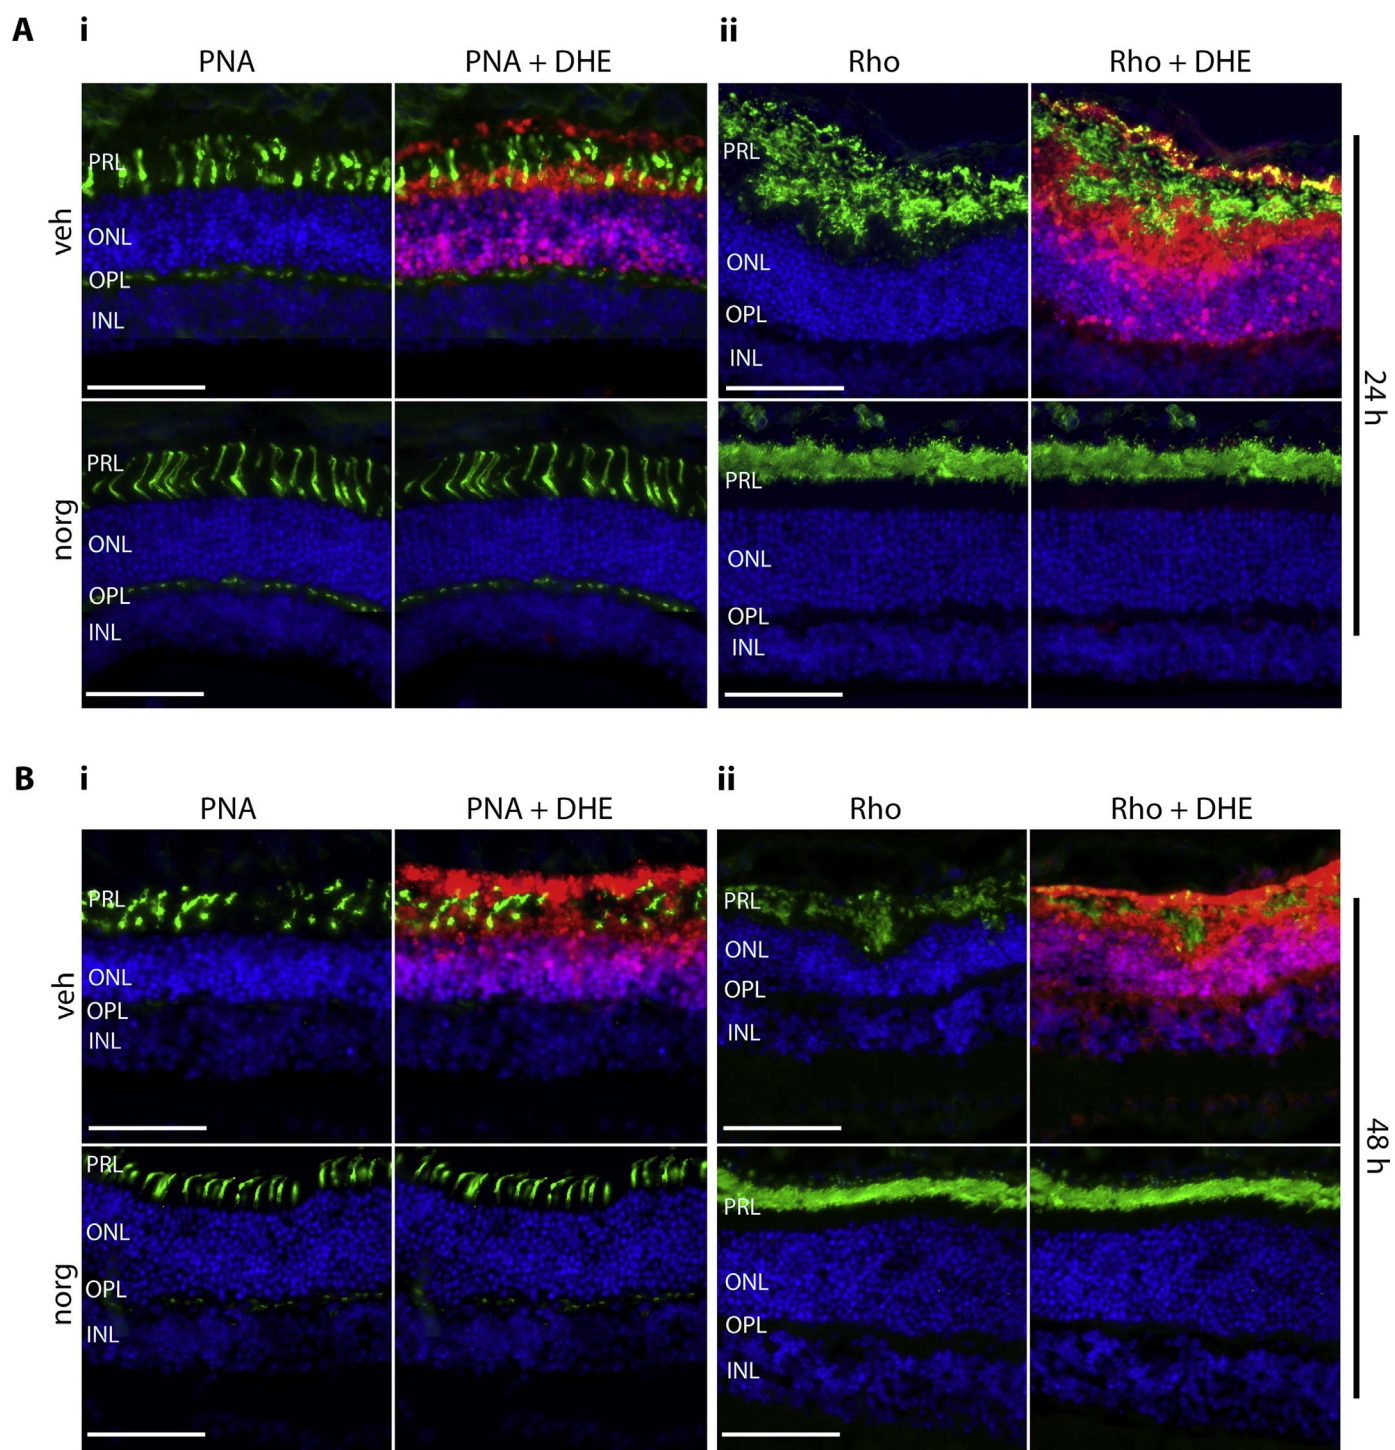 A i ii
PNA PNA + DHE Rho Rho + DHE
veh
PRL
ONL
OPL
INL
PRL
ONL
OPL
INL
norg
PRL
ONL
OPL
INL
PRL
ONL
OPL
INL
24 h
B i ii
PNA PNA + DHE Rho Rho + DHE
veh
PRL
ONL
OPL
INL
PRL
ONL
OPL
INL
norg
PRL
ONL
OPL
INL
PRL
ONL
OPL
INL
48 h